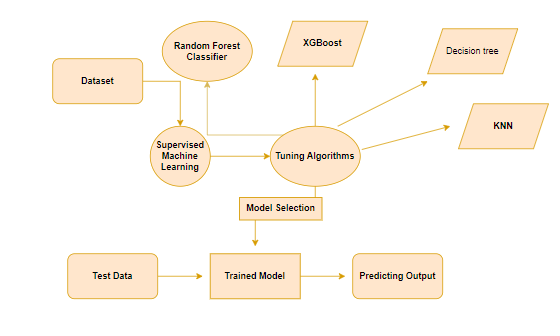 Random Forest
Classifier
XGBoost
Decision tree
Dataset
KNN
Supervised
Machine
Learning
Tuning Algorithms
Model Selection
Test Data
Trained Model
Predicting Output